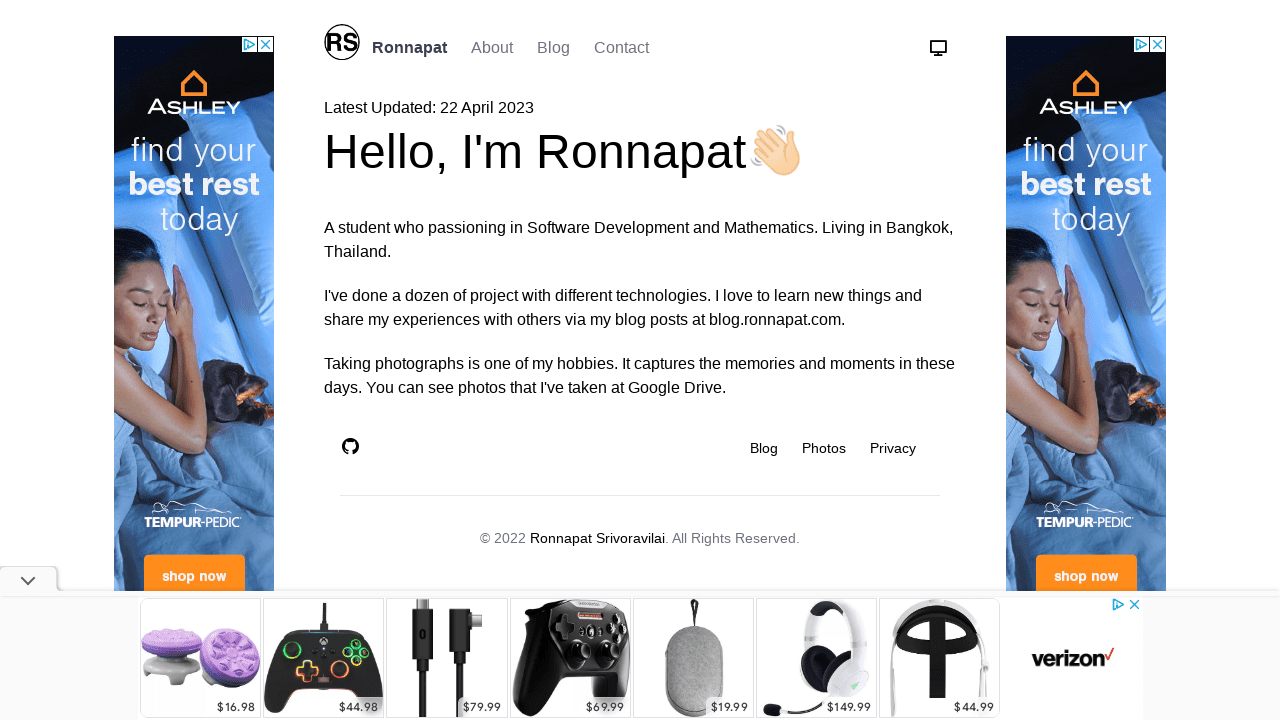 RS Ronnapat About Blog Contact
Latest Updated: 22 April 2023
Hello, I'm Ronnapat👋🏻
A student who passioning in Software Development and Mathematics. Living in Bangkok,
Thailand.
I've done a dozen of project with different technologies. I love to learn new things and
share my experiences with others via my blog posts at blog.ronnapat.com.
Taking photographs is one of my hobbies. It captures the memories and moments in these
days. You can see photos that I've taken at Google Drive.
Blog Photos Privacy
© 2022 Ronnapat Srivoravilai. All Rights Reserved.
ASHLEY
find your
best rest
today
TEMPUR-PEDIC
shop now
ASHLEY
find your
best rest
today
TEMPUR-PEDIC
shop now
$16.98 $44.98 $79.99 $69.99 $19.99 $149.99 $44.99
verizon